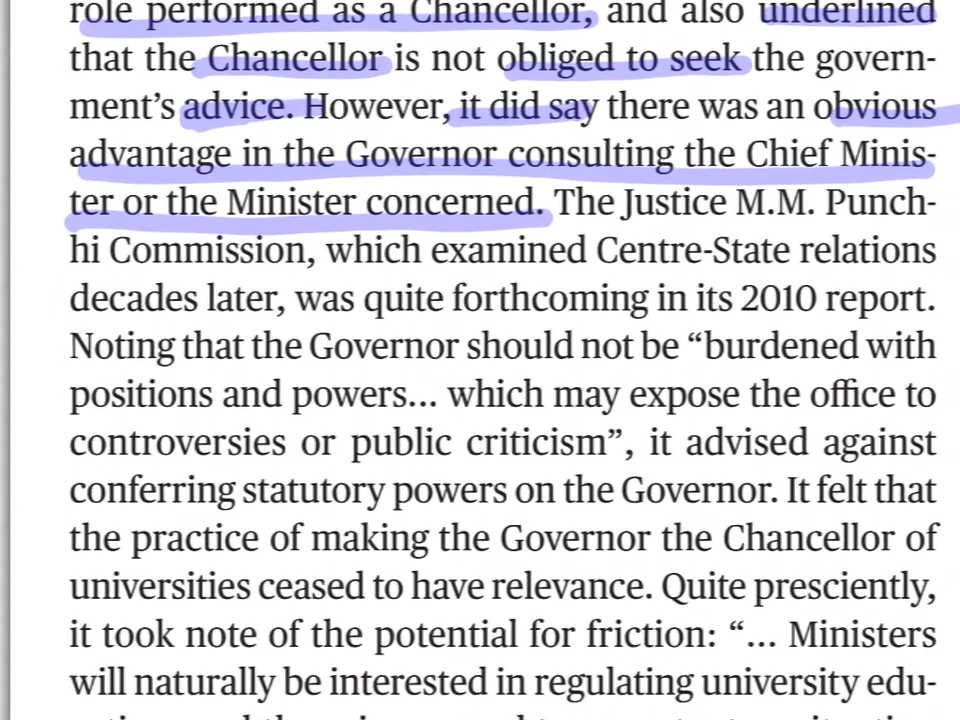 role performed as a Chancellor, and also underlined
that the Chancellor is not obliged to seek the govern-
ment’s advice. However, it did say there was an obvious
advantage in the Governor consulting the Chief Minis-
ter or the Minister concerned. The Justice M.M. Punch-
hi Commission, which examined Centre-State relations
decades later, was quite forthcoming in its 2010 report.
Noting that the Governor should not be “burdened with
positions and powers... which may expose the office to
controversies or public criticism”, it advised against
conferring statutory powers on the Governor. It felt that
the practice of making the Governor the Chancellor of
universities ceased to have relevance. Quite presciently,
it took note of the potential for friction: “... Ministers
will naturally be interested in regulating university edu-